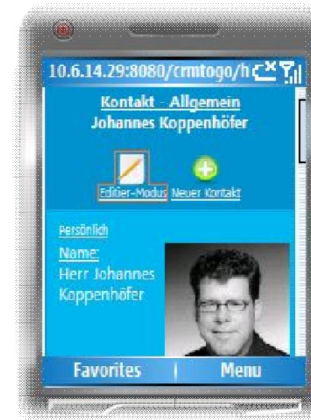 10.6.14.29:8080/crmtogo/h
Kontakt - Allgemein
Johannes Koppenhöfer
Editier-Modus Neuer Kontakt
Persönlich
Name:
Herr Johannes
Koppenhöfer
Favorites Menu